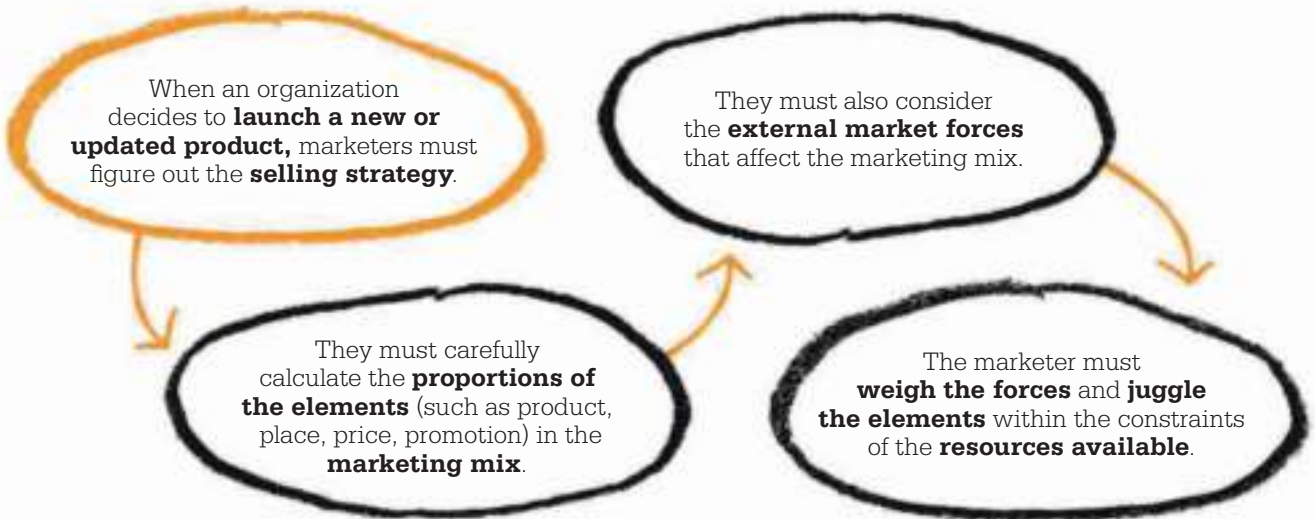 When an organization
decides to launch a new or
updated product, marketers must
figure out the selling strategy.
They must carefully
calculate the proportions of
the elements (such as product,
place, price, promotion) in the
marketing mix.
They must also consider
the external market forces
that affect the marketing mix.
The marketer must
weigh the forces and juggle
the elements within the constraints
of the resources available.